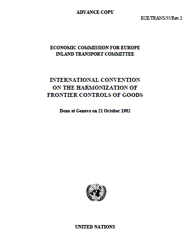 ADVANCE COPY
ECE/TRANS/55/Rev.2
ECONOMIC COMMISSION FOR EUROPE
INLAND TRANSPORT COMMITTEE
INTERNATIONAL CONVENTION
ON THE HARMONIZATION OF
FRONTIER CONTROLS OF GOODS
Done at Geneva on 21 October 1982
UNITED NATIONS